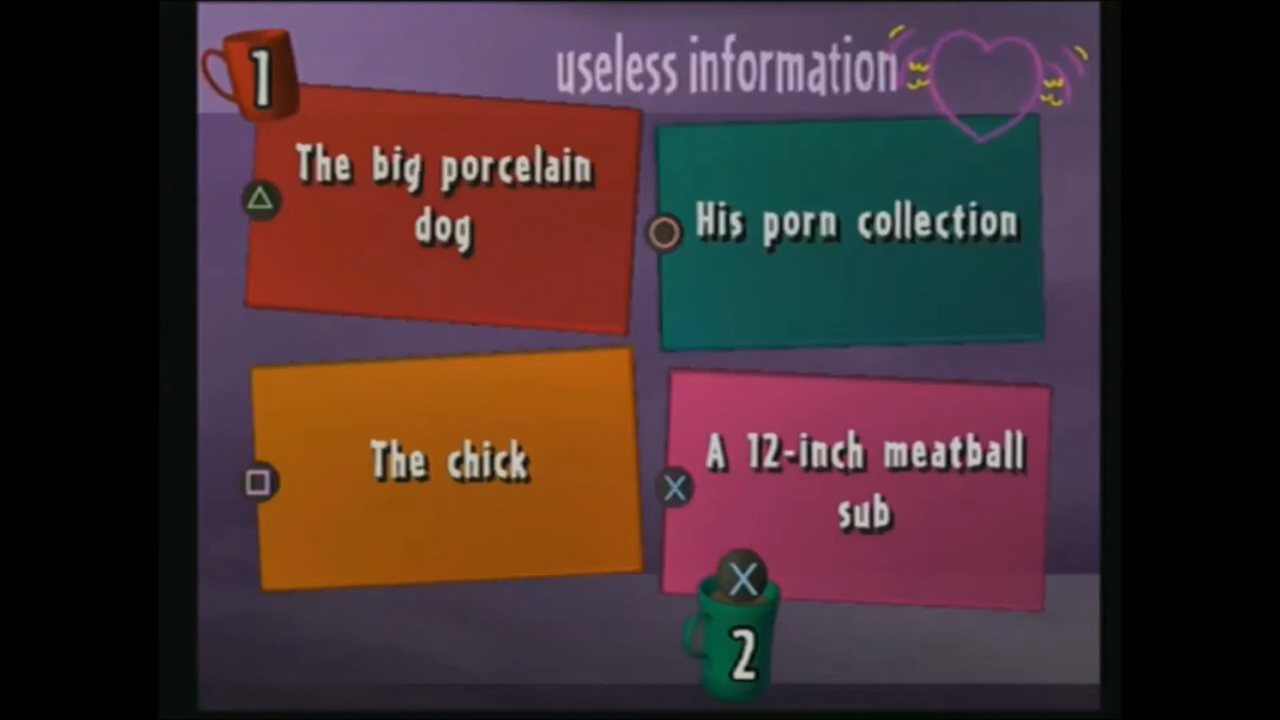 1
useless information
The big porcelain
dog
His porn collection
The chick
A 12-inch meatball
sub
X
X
2